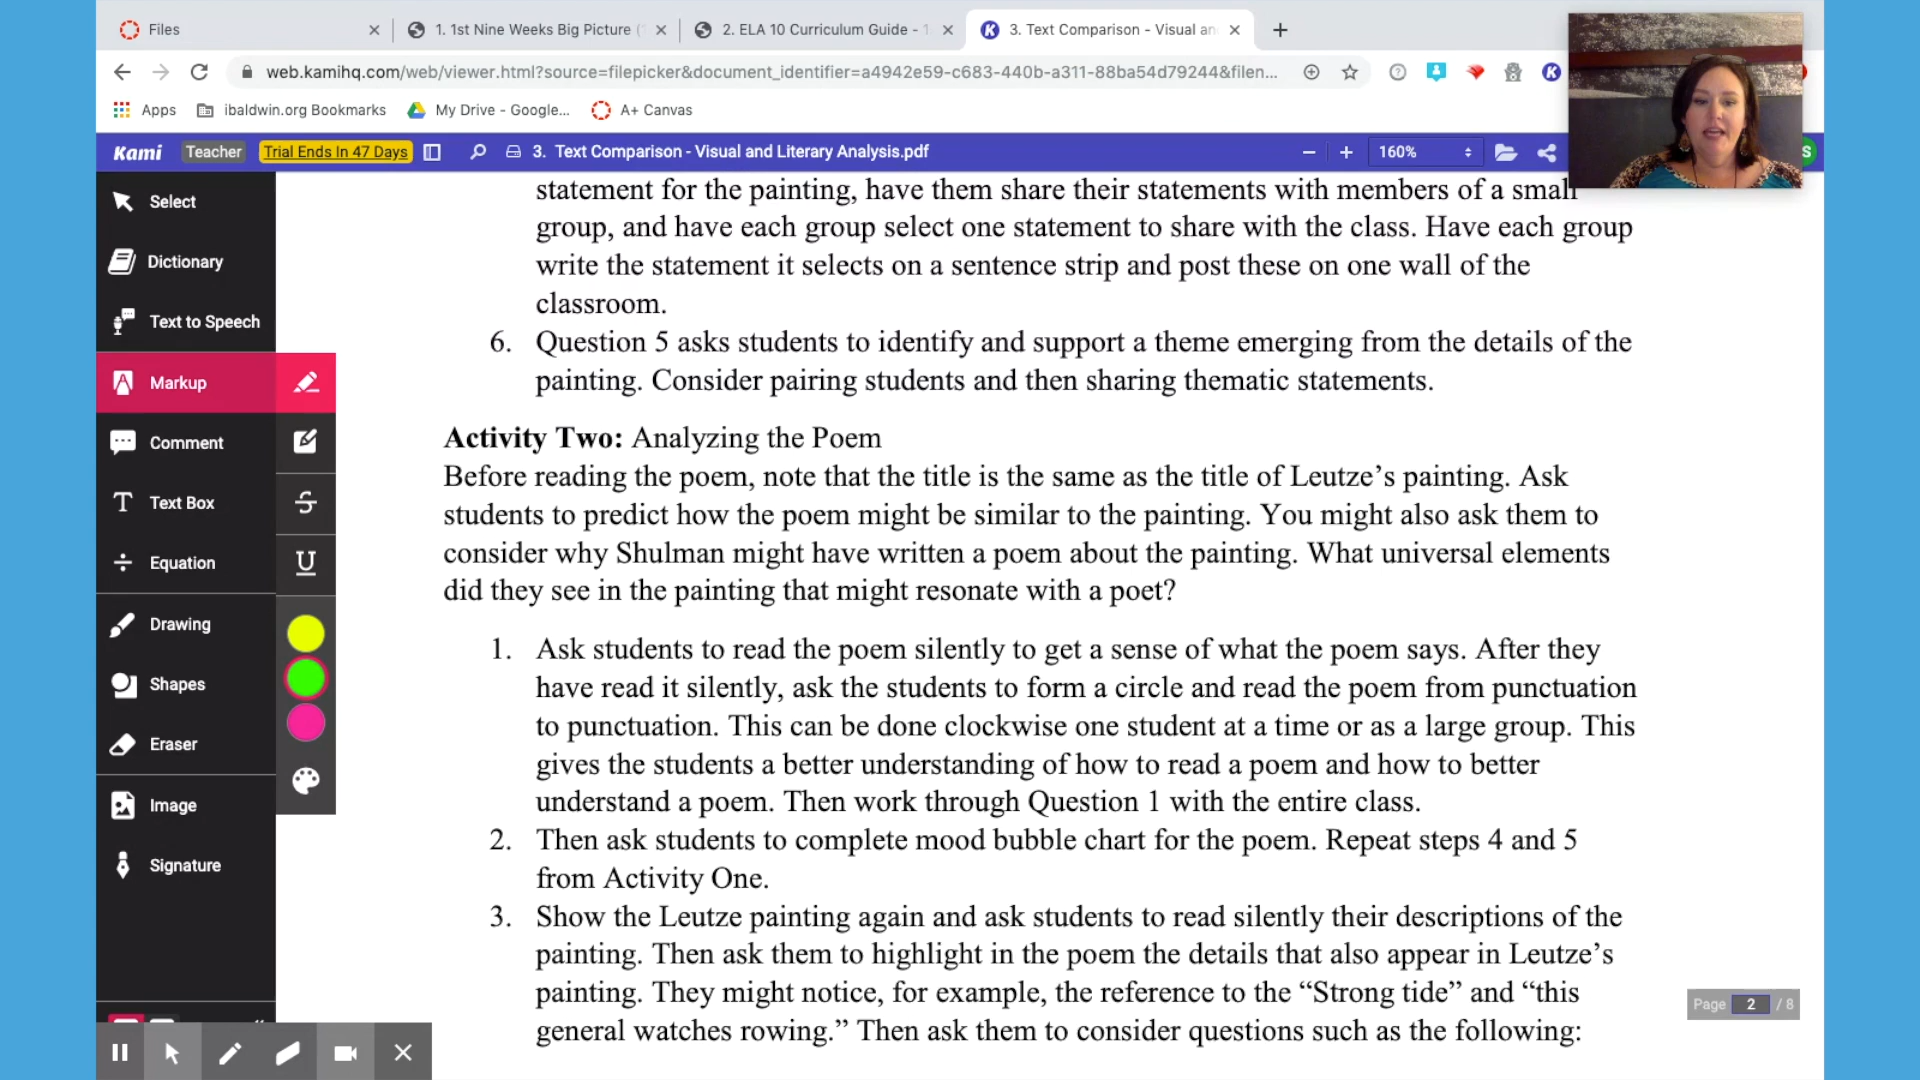 Files
1. 1st Nine Weeks Big Picture (
2. ELA 10 Curriculum Guide - 1
3. Text Comparison - Visual an
web.kamihq.com/web/viewer.html?source=filepicker&document_identifier=a4942e59-c683-440b-a311-88ba54d79244&filen...
Apps
ibaldwin.org Bookmarks
My Drive - Google...
A+ Canvas
Kami
Teacher
Trial Ends In 47 Days
3. Text Comparison - Visual and Literary Analysis.pdf
160%
S
Select
Dictionary
Text to Speech
Markup
Comment
Text Box
Equation
Drawing
Shapes
Eraser
Image
Signature
statement for the painting, have them share their statements with members of a small
group, and have each group select one statement to share with the class. Have each group
write the statement it selects on a sentence strip and post these on one wall of the
classroom.
6. Question 5 asks students to identify and support a theme emerging from the details of the
painting. Consider pairing students and then sharing thematic statements.
Activity Two: Analyzing the Poem
Before reading the poem, note that the title is the same as the title of Leutze’s painting. Ask
students to predict how the poem might be similar to the painting. You might also ask them to
consider why Shulman might have written a poem about the painting. What universal elements
did they see in the painting that might resonate with a poet?
1. Ask students to read the poem silently to get a sense of what the poem says. After they
have read it silently, ask the students to form a circle and read the poem from punctuation
to punctuation. This can be done clockwise one student at a time or as a large group. This
gives the students a better understanding of how to read a poem and how to better
understand a poem. Then work through Question 1 with the entire class.
2. Then ask students to complete mood bubble chart for the poem. Repeat steps 4 and 5
from Activity One.
3. Show the Leutze painting again and ask students to read silently their descriptions of the
painting. Then ask them to highlight in the poem the details that also appear in Leutze’s
painting. They might notice, for example, the reference to the “Strong tide” and “this
general watches rowing.” Then ask them to consider questions such as the following:
Page 2 / 8